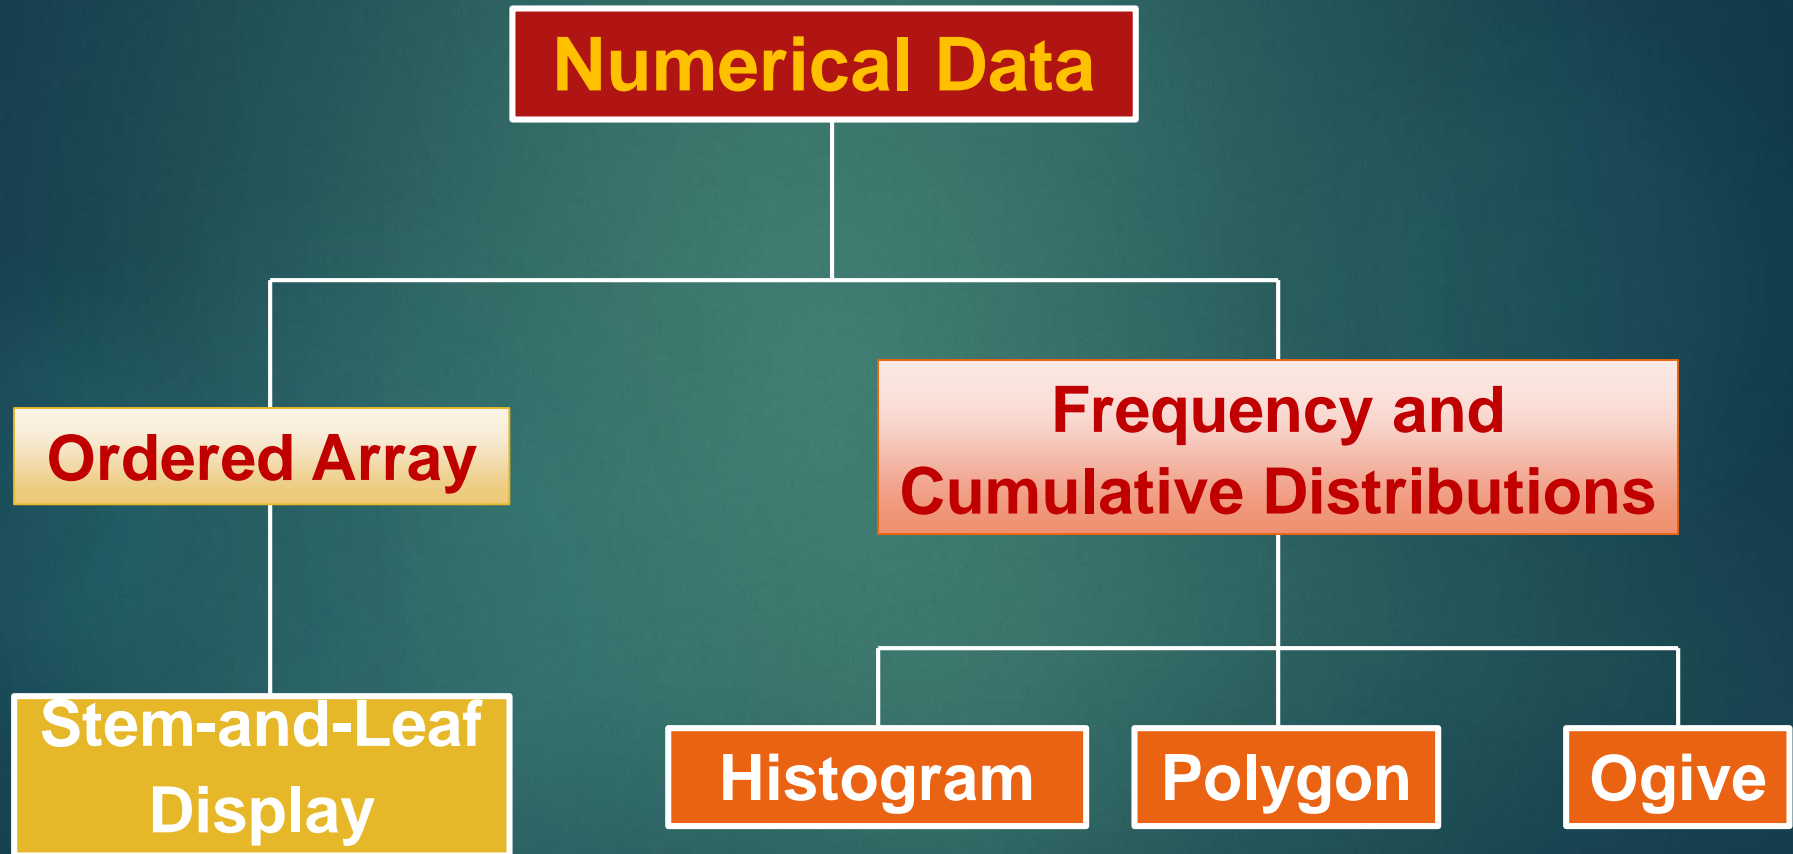 Numerical Data
Ordered Array
Frequency and
Cumulative Distributions
Stem-and-Leaf
Display
Histogram
Polygon
Ogive